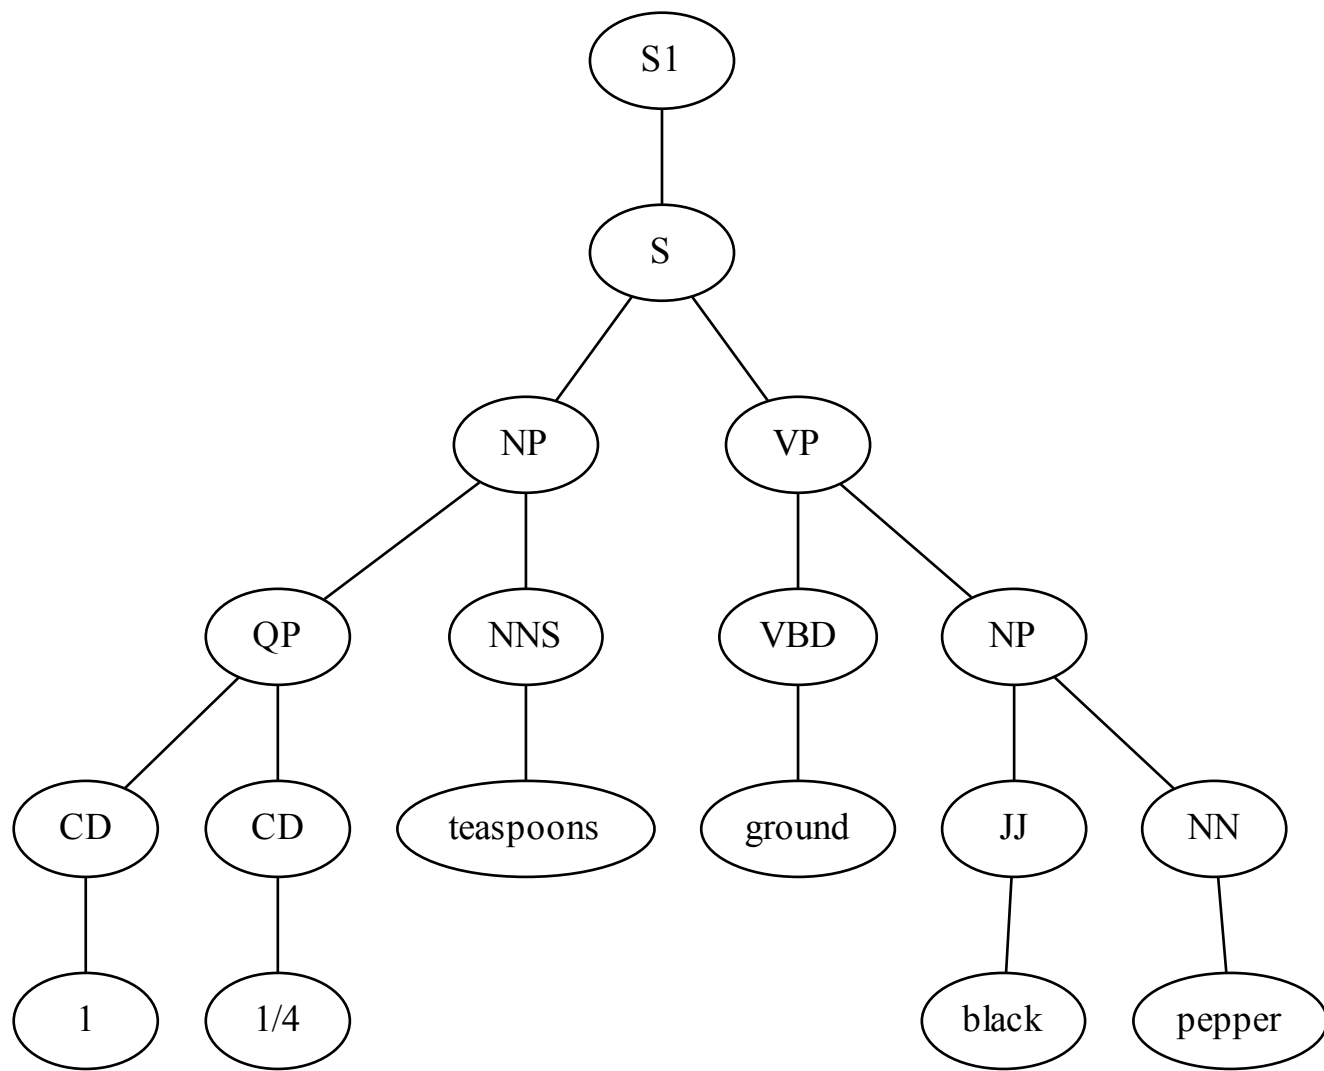 S1
S
NP VP
QP NNS VBD NP
CD CD teaspoons ground JJ NN
1 1/4 black pepper